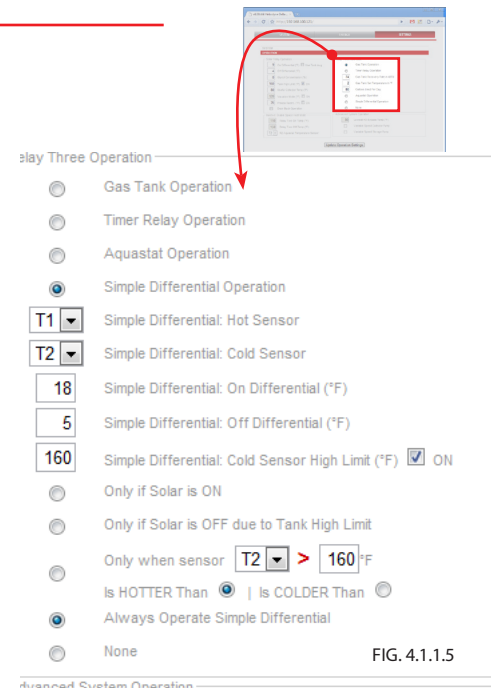 elay Three Operation
Gas Tank Operation
Timer Relay Operation
Aquastat Operation
Simple Differential Operation
T1 Simple Differential: Hot Sensor
T2 Simple Differential: Cold Sensor
18 Simple Differential: On Differential (°F)
5 Simple Differential: Off Differential (°F)
160 Simple Differential: Cold Sensor High Limit (°F) ON
Only if Solar is ON
Only if Solar is OFF due to Tank High Limit
Only when sensor T2 > 160 °F
Is HOTTER Than | Is COLDER Than
Always Operate Simple Differential
None
FIG. 4.1.1.5
dvanced System Operation